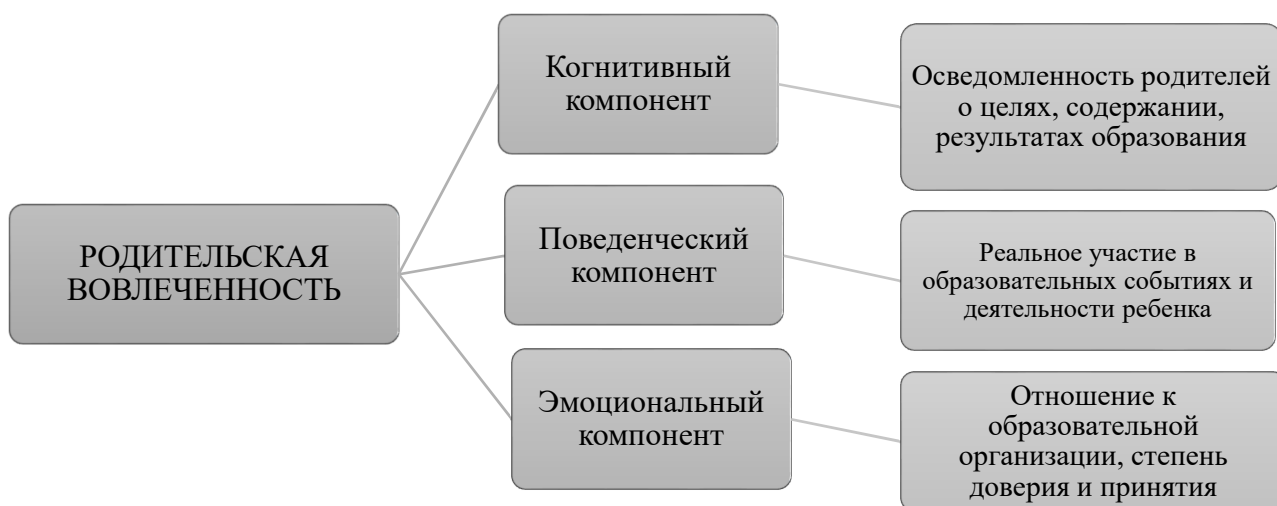 РОДИТЕЛЬСКАЯ
ВОВЛЕЧЕННОСТЬ
Когнитивный
компонент
Осведомленность родителей
о целях, содержании,
результатах образования
Поведенческий
компонент
Реальное участие в
образовательных событиях и
деятельности ребенка
Эмоциональный
компонент
Отношение к
образовательной
организации, степень
доверия и принятия